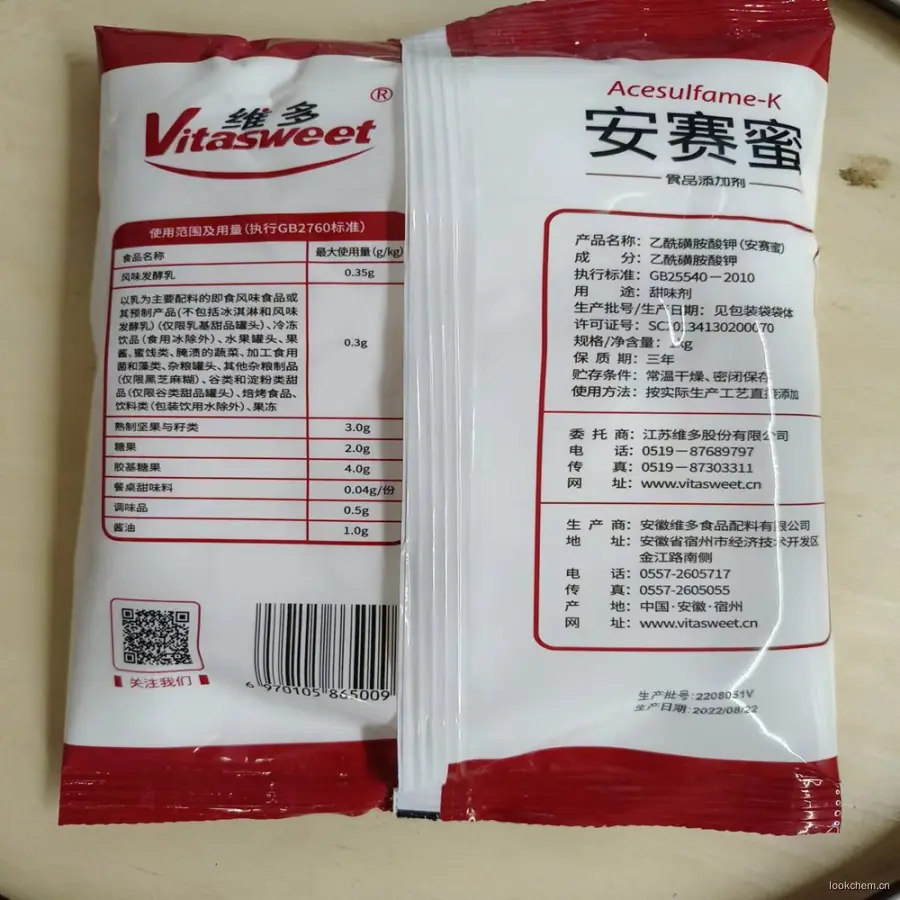 维多
Vitasweet
®
使用范围及用量(执行GB2760标准)
食品名称 最大使用量(g/kg)
风味发酵乳 0.35g
以乳为主要配料的即食风味食品或
其预制产品(不包括冰淇淋和风味
发酵乳)(仅限乳基甜品罐头)、冷冻
饮品(食用冰除外)、水果罐头、果
酱、蜜饯类、腌渍的蔬菜、加工食用
菌和藻类、杂粮罐头、其他杂粮制品
(仅限黑芝麻糊)、谷类和淀粉类甜
品(仅限谷类甜品罐头)、焙烤食品、
饮料类(包装饮用水除外)、果冻
0.3g
熟制坚果与籽类 3.0g
糖果 2.0g
胶基糖果 4.0g
餐桌甜味料 0.04g/份
调味品 0.5g
酱油 1.0g
关注我们
6 970105 865009
Acesulfame-K
安赛蜜
食品添加剂
产品名称：乙酰磺胺酸钾(安赛蜜)
成 分：乙酰磺胺酸钾
执行标准：GB25540－2010
用 途：甜味剂
生产批号/生产日期：见包装袋袋体
许可证号：SC20134130200070
规格/净含量：1kg
保 质 期：三年
贮存条件：常温干燥、密闭保存
使用方法：按实际生产工艺直接添加
委 托 商：江苏维多股份有限公司
电 话：0519－87689797
传 真：0519－87303311
网 址：www.vitasweet.cn
生 产 商：安徽维多食品配料有限公司
地 址：安徽省宿州市经济技术开发区
金江路南侧
电 话：0557-2605717
传 真：0557-2605055
产 地：中国·安徽·宿州
网 址：www.vitasweet.cn
生产批号:2208051V
生产日期:2022/08/22
lookchem.cn